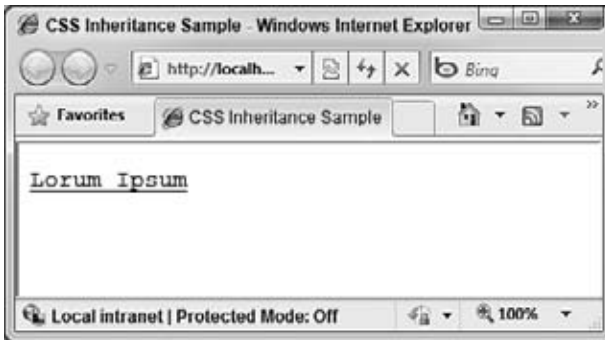 CSS Inheritance Sample - Windows Internet Explorer
http://localh... Bing
Favorites CSS Inheritance Sample
Lorum Ipsum
Local intranet | Protected Mode: Off 100%